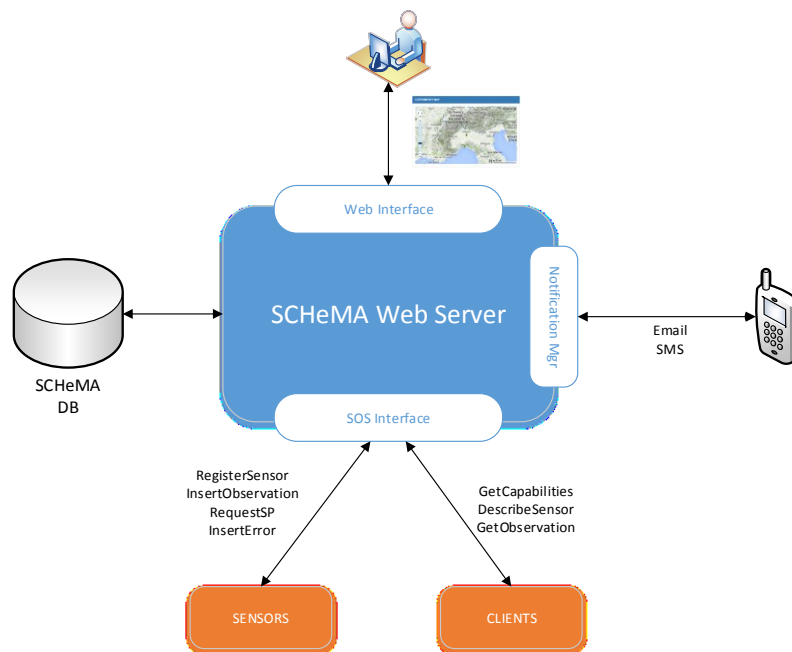 Web Interface
Notification Mgr
SCHeMA Web Server
Email
SMS
SCHeMA
DB
SOS Interface
RegisterSensor
InsertObservation
RequestSP
InsertError
GetCapabilities
DescribeSensor
GetObservation
SENSORS
CLIENTS